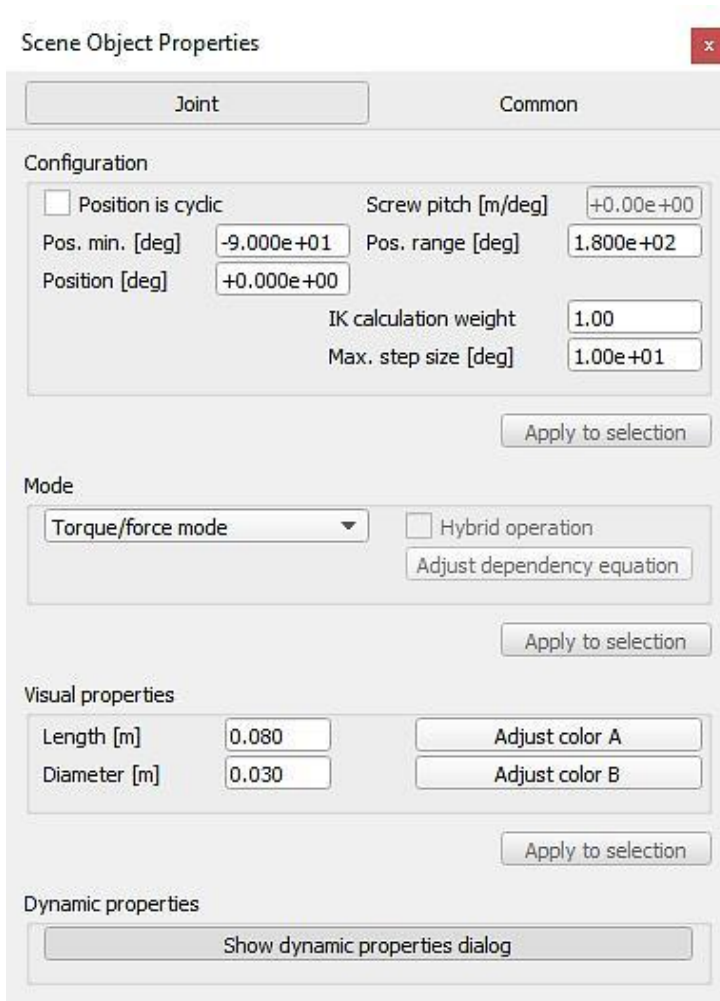 Scene Object Properties x
Joint Common
Configuration
Position is cyclic Screw pitch [m/deg] +0.00e+00
Pos. min. [deg] -9.000e+01 Pos. range [deg] 1.800e+02
Position [deg] +0.000e+00
IK calculation weight 1.00
Max. step size [deg] 1.00e+01
Apply to selection
Mode
Torque/force mode Hybrid operation
Adjust dependency equation
Apply to selection
Visual properties
Length [m] 0.080 Adjust color A
Diameter [m] 0.030 Adjust color B
Apply to selection
Dynamic properties
Show dynamic properties dialog